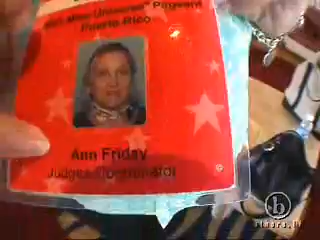 Miss Universe® Pageant
Puerto Rico
Ann Friday
Judges Coordinator
b